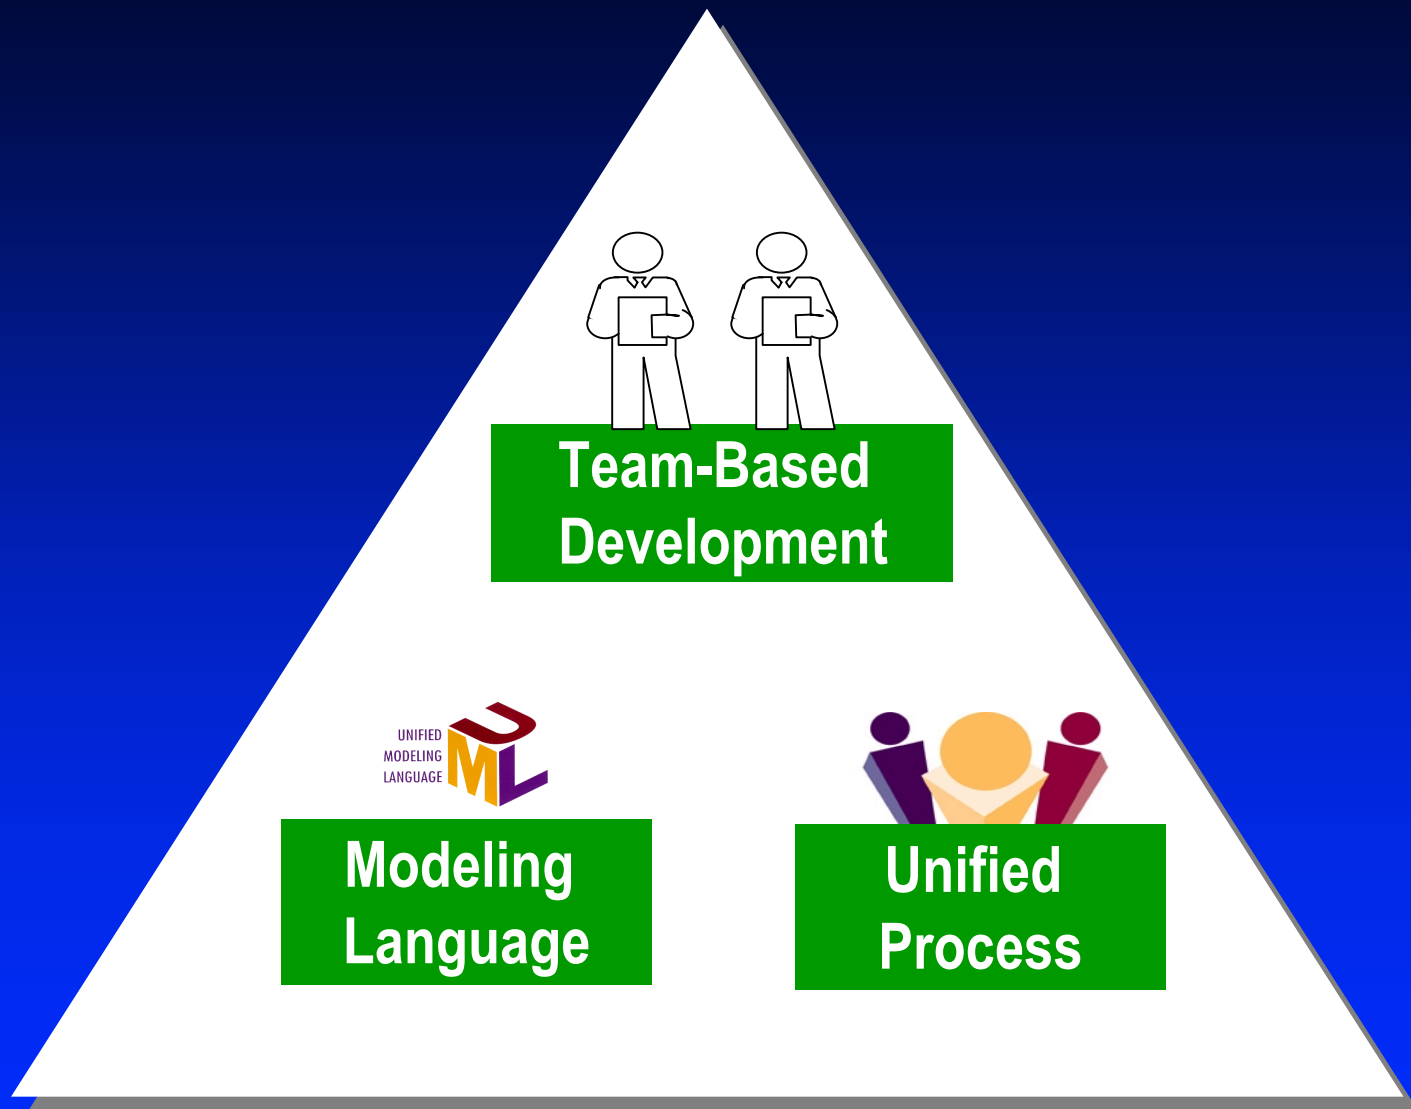 Team-Based
Development
UNIFIED
MODELING
LANGUAGE
UML
Modeling
Language
Unified
Process